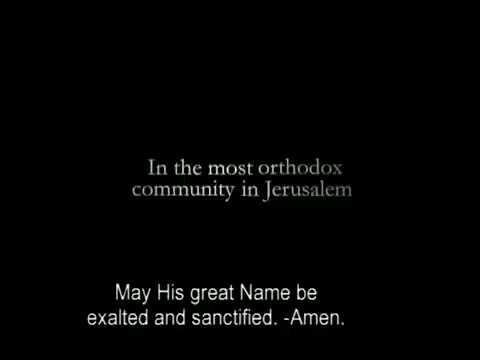 In the most orthodox
community in Jerusalem
May His great Name be
exalted and sanctified. -Amen.